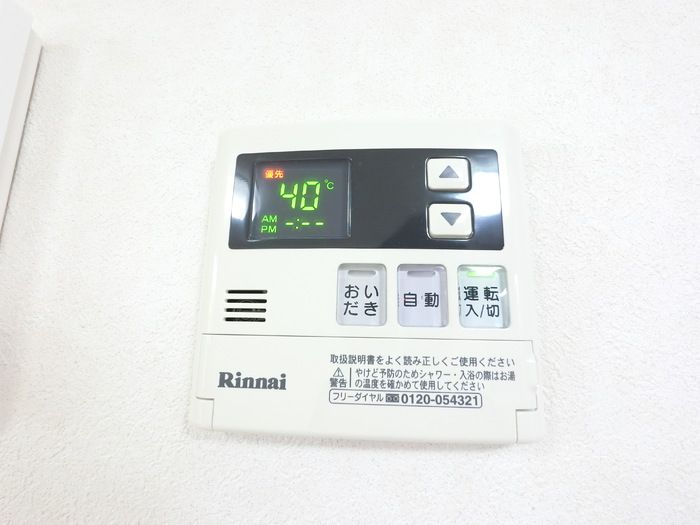 優先
40℃
AM
PM -:--
おい
だき
自動
運転
入/切
取扱説明書をよく読み正しくご使用ください
警告
やけど予防のためシャワー・入浴の際はお湯
の温度を確かめて使用してください
フリーダイヤル 0120-054321
Rinnai